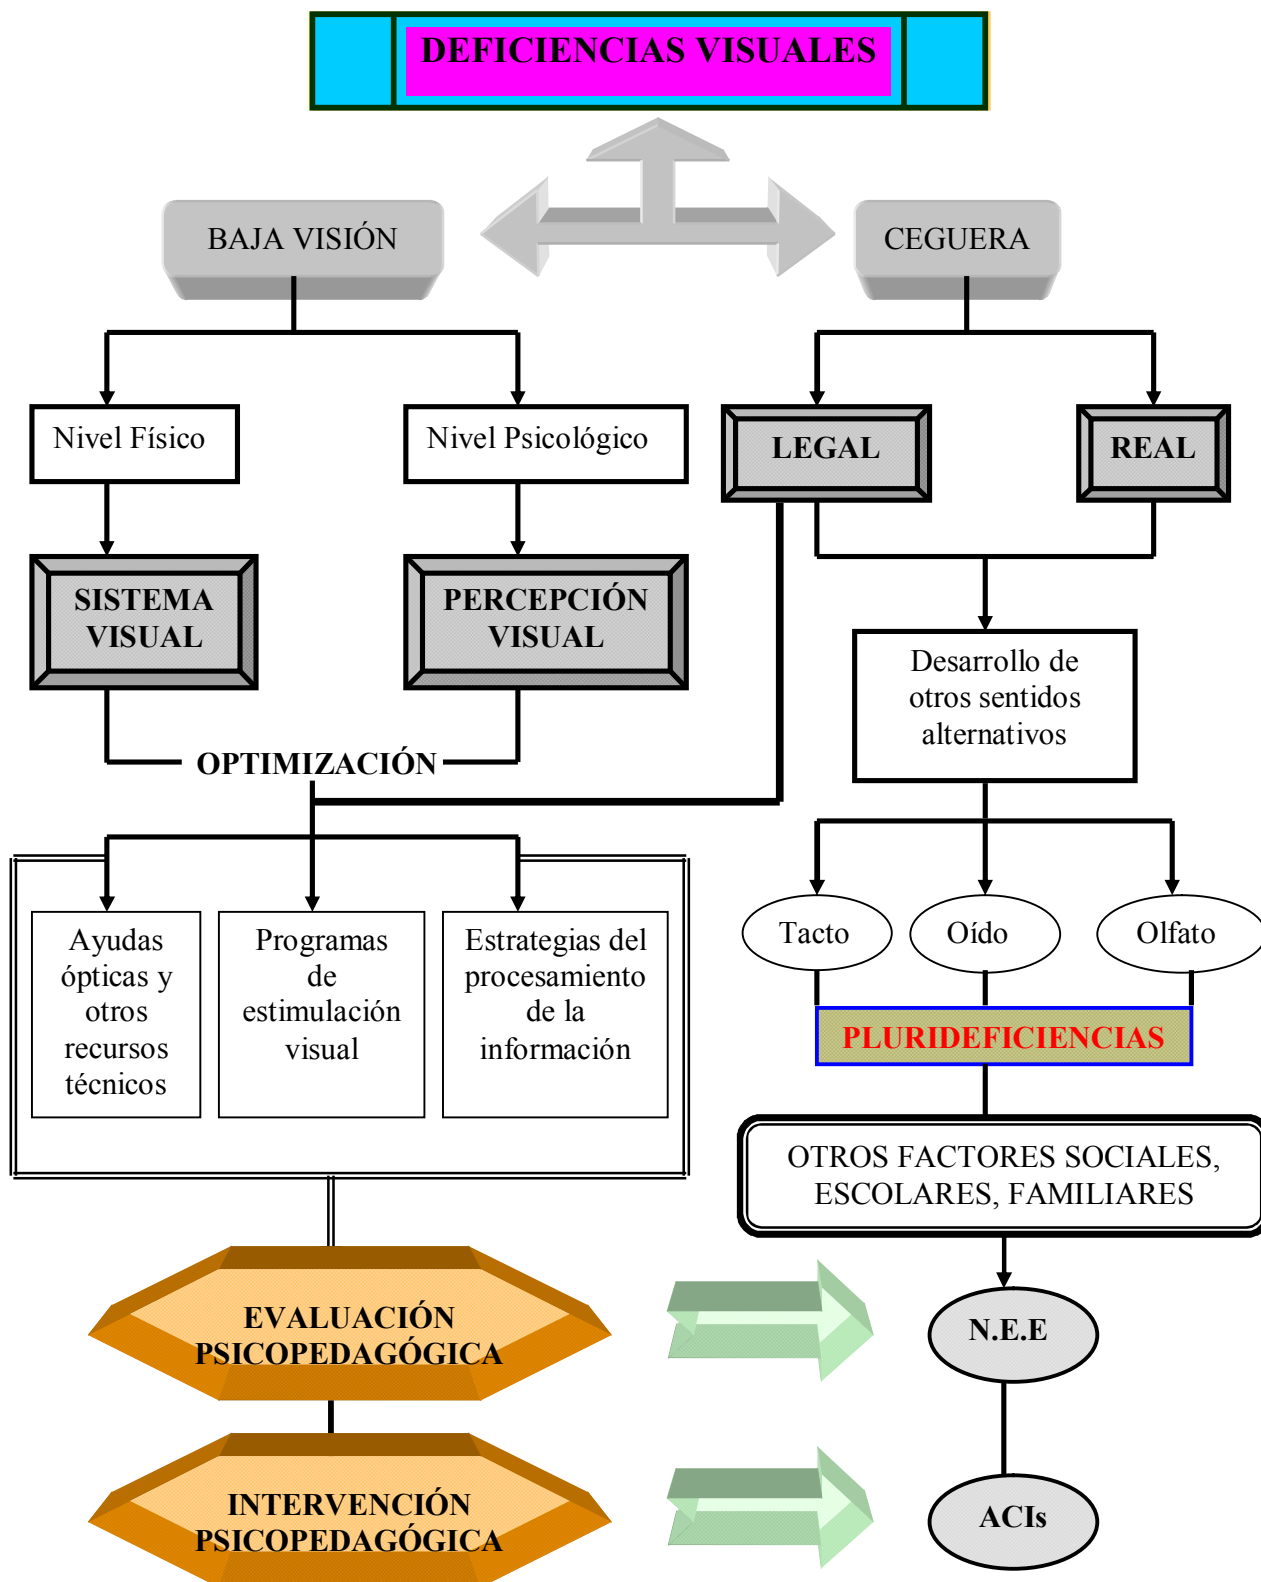 DEFICIENCIAS VISUALES
BAJA VISIÓN
CEGUERA
Nivel Físico
Nivel Psicológico
LEGAL
REAL
SISTEMA
VISUAL
PERCEPCIÓN
VISUAL
Desarrollo de
otros sentidos
alternativos
OPTIMIZACIÓN
Ayudas
ópticas y
otros
recursos
técnicos
Programas
de
estimulación
visual
Estrategias del
procesamiento
de la
información
Tacto
Oído
Olfato
PLURIDEFICIENCIAS
OTROS FACTORES SOCIALES,
ESCOLARES, FAMILIARES
EVALUACIÓN
PSICOPEDAGÓGICA
N.E.E
INTERVENCIÓN
PSICOPEDAGÓGICA
ACIs